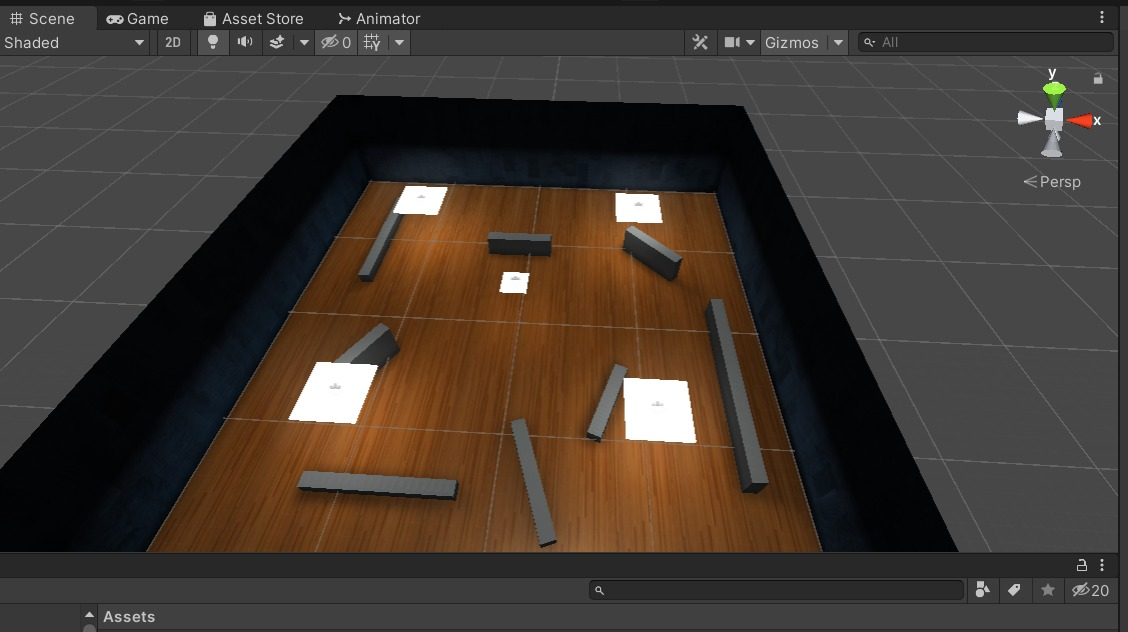 Scene Game Asset Store Animator
Shaded 2D 0 Gizmos All
y
x
Persp
20
Assets